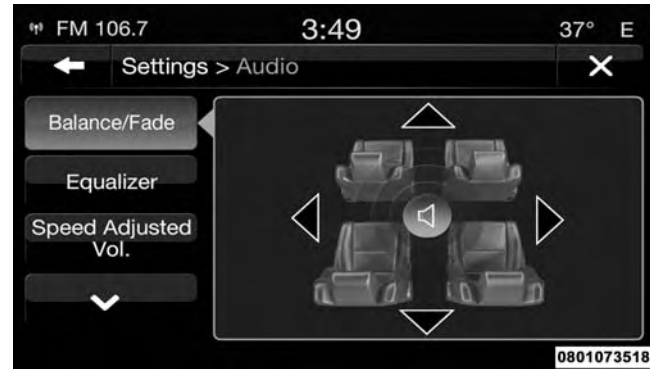 FM 106.7 3:49 37° E
Settings > Audio
Balance/Fade
Equalizer
Speed Adjusted
Vol.
0801073518